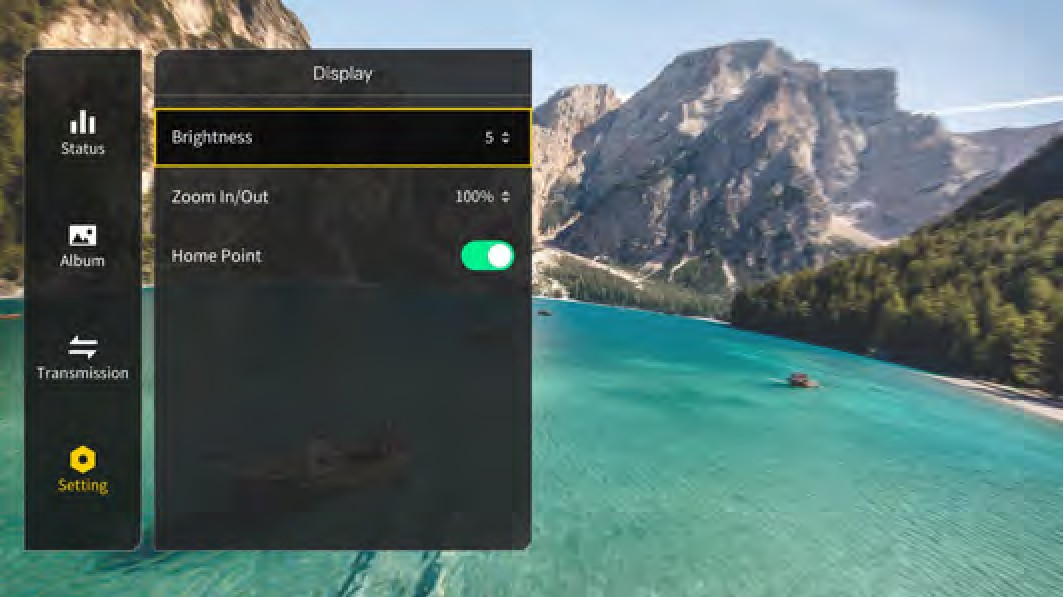 Display
Status
Brightness 5
Zoom In/Out 100%
Album
Home Point
Transmission
Setting